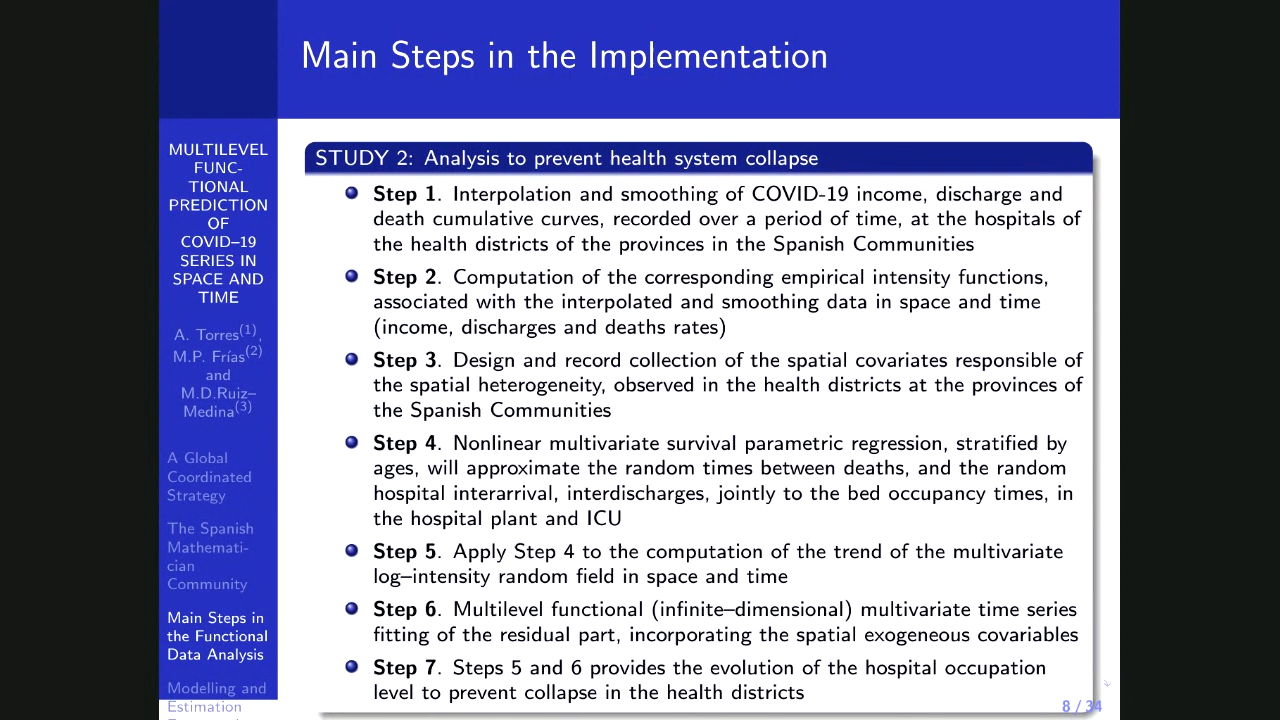 Main Steps in the Implementation
MULTILEVEL
FUNC-
TIONAL
PREDICTION
OF
COVID–19
SERIES IN
SPACE AND
TIME
A. Torres(1),
M.P. Frías(2)
and
M.D.Ruiz–
Medina(3)
A Global
Coordinated
Strategy
The Spanish
Mathemati-
cian
Community
Main Steps in
the Functional
Data Analysis
Modelling and
Estimation
STUDY 2: Analysis to prevent health system collapse
Step 1. Interpolation and smoothing of COVID-19 income, discharge and
death cumulative curves, recorded over a period of time, at the hospitals of
the health districts of the provinces in the Spanish Communities
Step 2. Computation of the corresponding empirical intensity functions,
associated with the interpolated and smoothing data in space and time
(income, discharges and deaths rates)
Step 3. Design and record collection of the spatial covariates responsible of
the spatial heterogeneity, observed in the health districts at the provinces of
the Spanish Communities
Step 4. Nonlinear multivariate survival parametric regression, stratified by
ages, will approximate the random times between deaths, and the random
hospital interarrival, interdischarges, jointly to the bed occupancy times, in
the hospital plant and ICU
Step 5. Apply Step 4 to the computation of the trend of the multivariate
log–intensity random field in space and time
Step 6. Multilevel functional (infinite–dimensional) multivariate time series
fitting of the residual part, incorporating the spatial exogeneous covariables
Step 7. Steps 5 and 6 provides the evolution of the hospital occupation
level to prevent collapse in the health districts
8 / 34